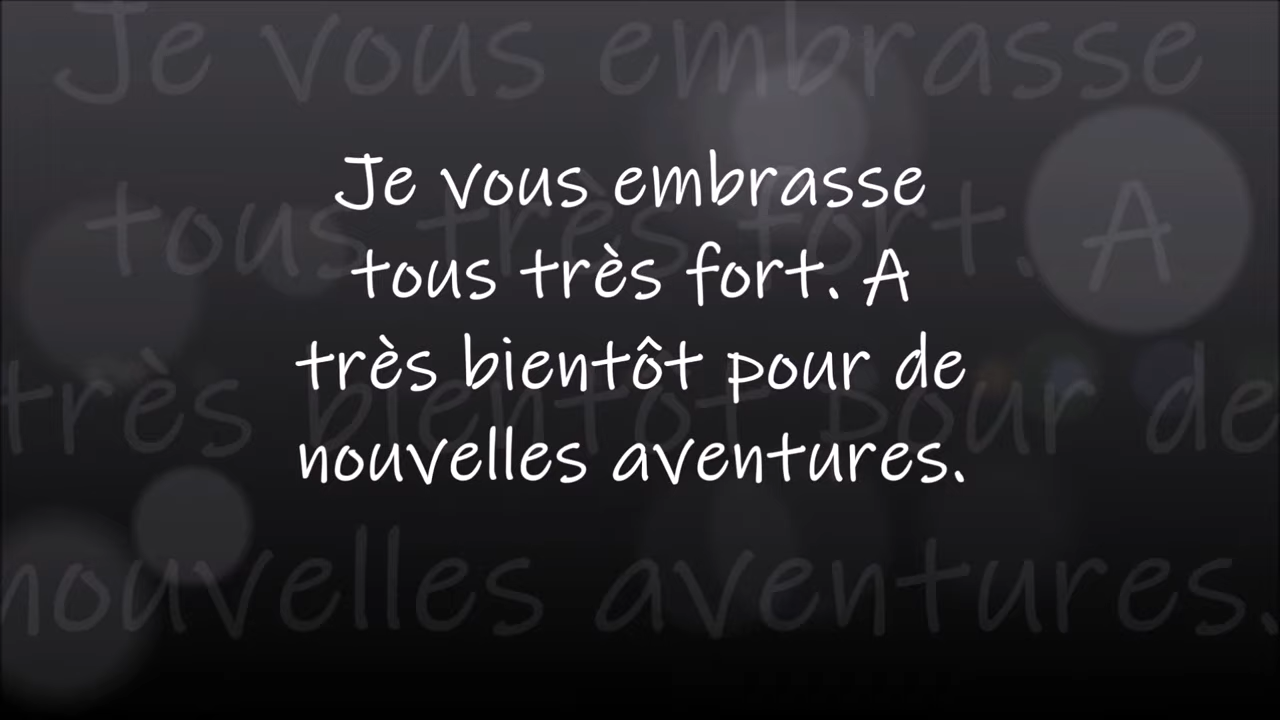 Je vous embrasse
tous très fort. A
très bientôt pour de
nouvelles aventures.